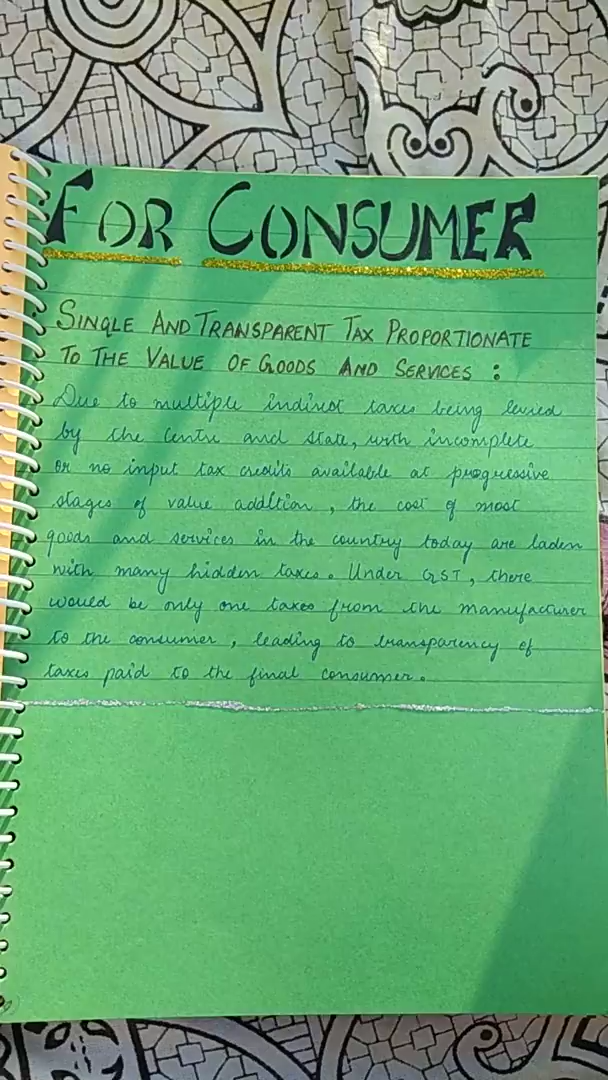 FOR CONSUMER
SINGLE AND TRANSPARENT TAX PROPORTIONATE
TO THE VALUE OF GOODS AND SERVICES :
Due to multiple indirect taxes being levied
by the centre and state, with incomplete
or no input tax credits available at progressive
stages of value addition, the cost of most
goods and services in the country today are laden
with many hidden taxes. Under GST, there
would be only one taxes from the manufacturer
to the consumer, leading to transparency of
taxes paid to the final consumer.